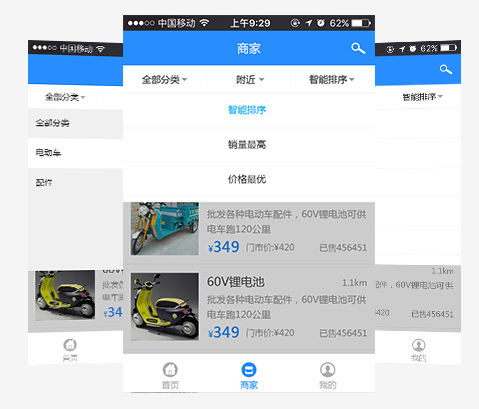 中国移动
上午9:29
62%
商家
全部分类
附近
智能排序
智能排序
销量最高
价格最优
批发各种电动车配件，60V锂电池可供
电车跑120公里
¥349 门市价:¥420 已售456451
60V锂电池 1.1km
批发各种电动车配件，60V锂电池可供
电车跑120公里
¥349 门市价:¥420 已售456451
首页
商家
我的
中国移动
全部分类
全部分类
电动车
配件
批发各
电车
¥34
首页
62%
智能排序
1.1km
60V锂电池可供
¥420 已售456451
我的